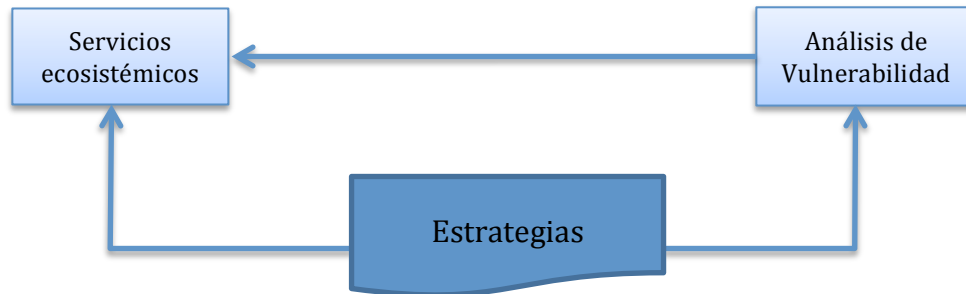 Servicios
ecosistémicos
Análisis de
Vulnerabilidad
Estrategias